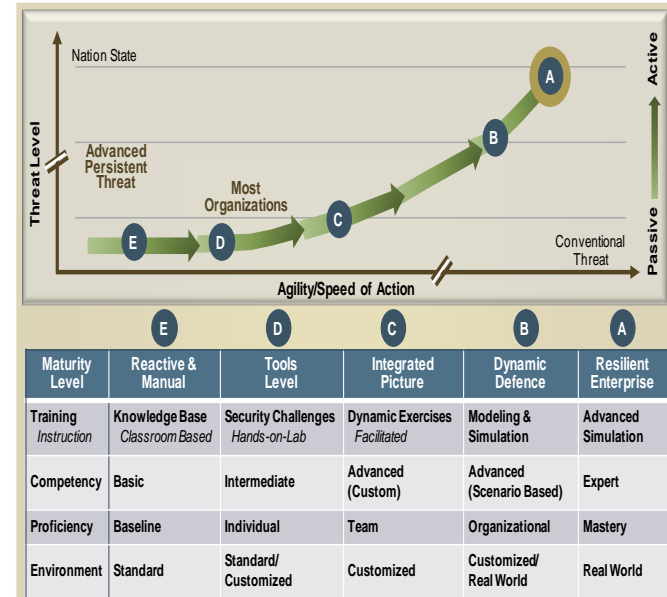 Nation State
Active
A
B
Advanced
Persistent
Threat
Most
Organizations
C
E
D
Threat Level
Conventional
Threat
Passive
Agility/Speed of Action
E
D
C
B
A
Maturity
Level
Reactive &
Manual
Tools
Level
Integrated
Picture
Dynamic
Defence
Resilient
Enterprise
Training
Instruction
Knowledge Base
Classroom Based
Security Challenges
Hands-on-Lab
Dynamic Exercises
Facilitated
Modeling &
Simulation
Advanced
Simulation
Competency
Basic
Intermediate
Advanced
(Custom)
Advanced
(Scenario Based)
Expert
Proficiency
Baseline
Individual
Team
Organizational
Mastery
Environment
Standard
Standard/
Customized
Customized
Customized/
Real World
Real World